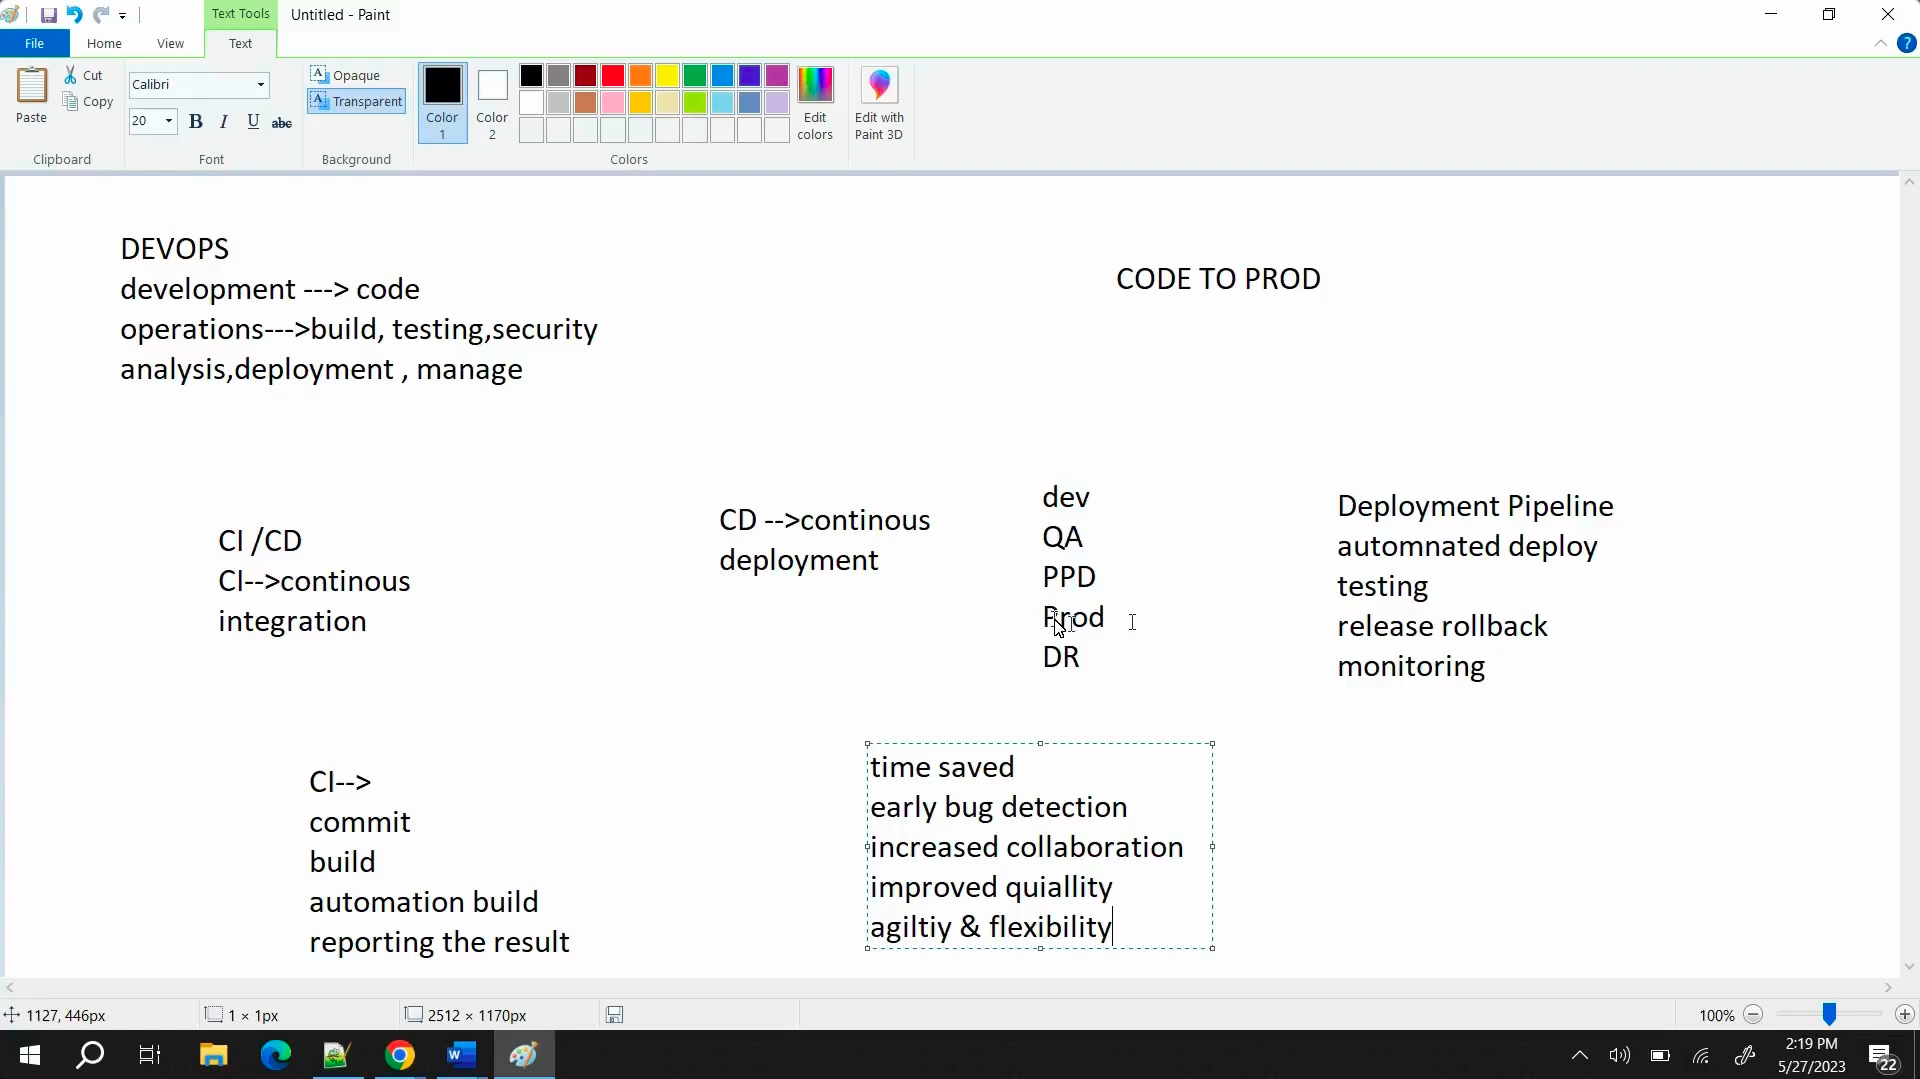 Text Tools
Untitled - Paint
File
Home
View
Text
Paste
Cut
Copy
Clipboard
Calibri
20
B I U abc
Font
Opaque
Transparent
Background
Color 1
Color 2
Edit colors
Colors
Edit with Paint 3D
DEVOPS
development ---> code
operations--->build, testing,security
analysis,deployment , manage
CODE TO PROD
CI /CD
CI-->continous
integration
CD -->continous
deployment
dev
QA
PPD
Prod
DR
Deployment Pipeline
automnated deploy
testing
release rollback
monitoring
CI-->
commit
build
automation build
reporting the result
time saved
early bug detection
increased collaboration
improved quiallity
agiltiy & flexibility
1127, 446px
1 × 1px
2512 × 1170px
100%
2:19 PM
5/27/2023
22